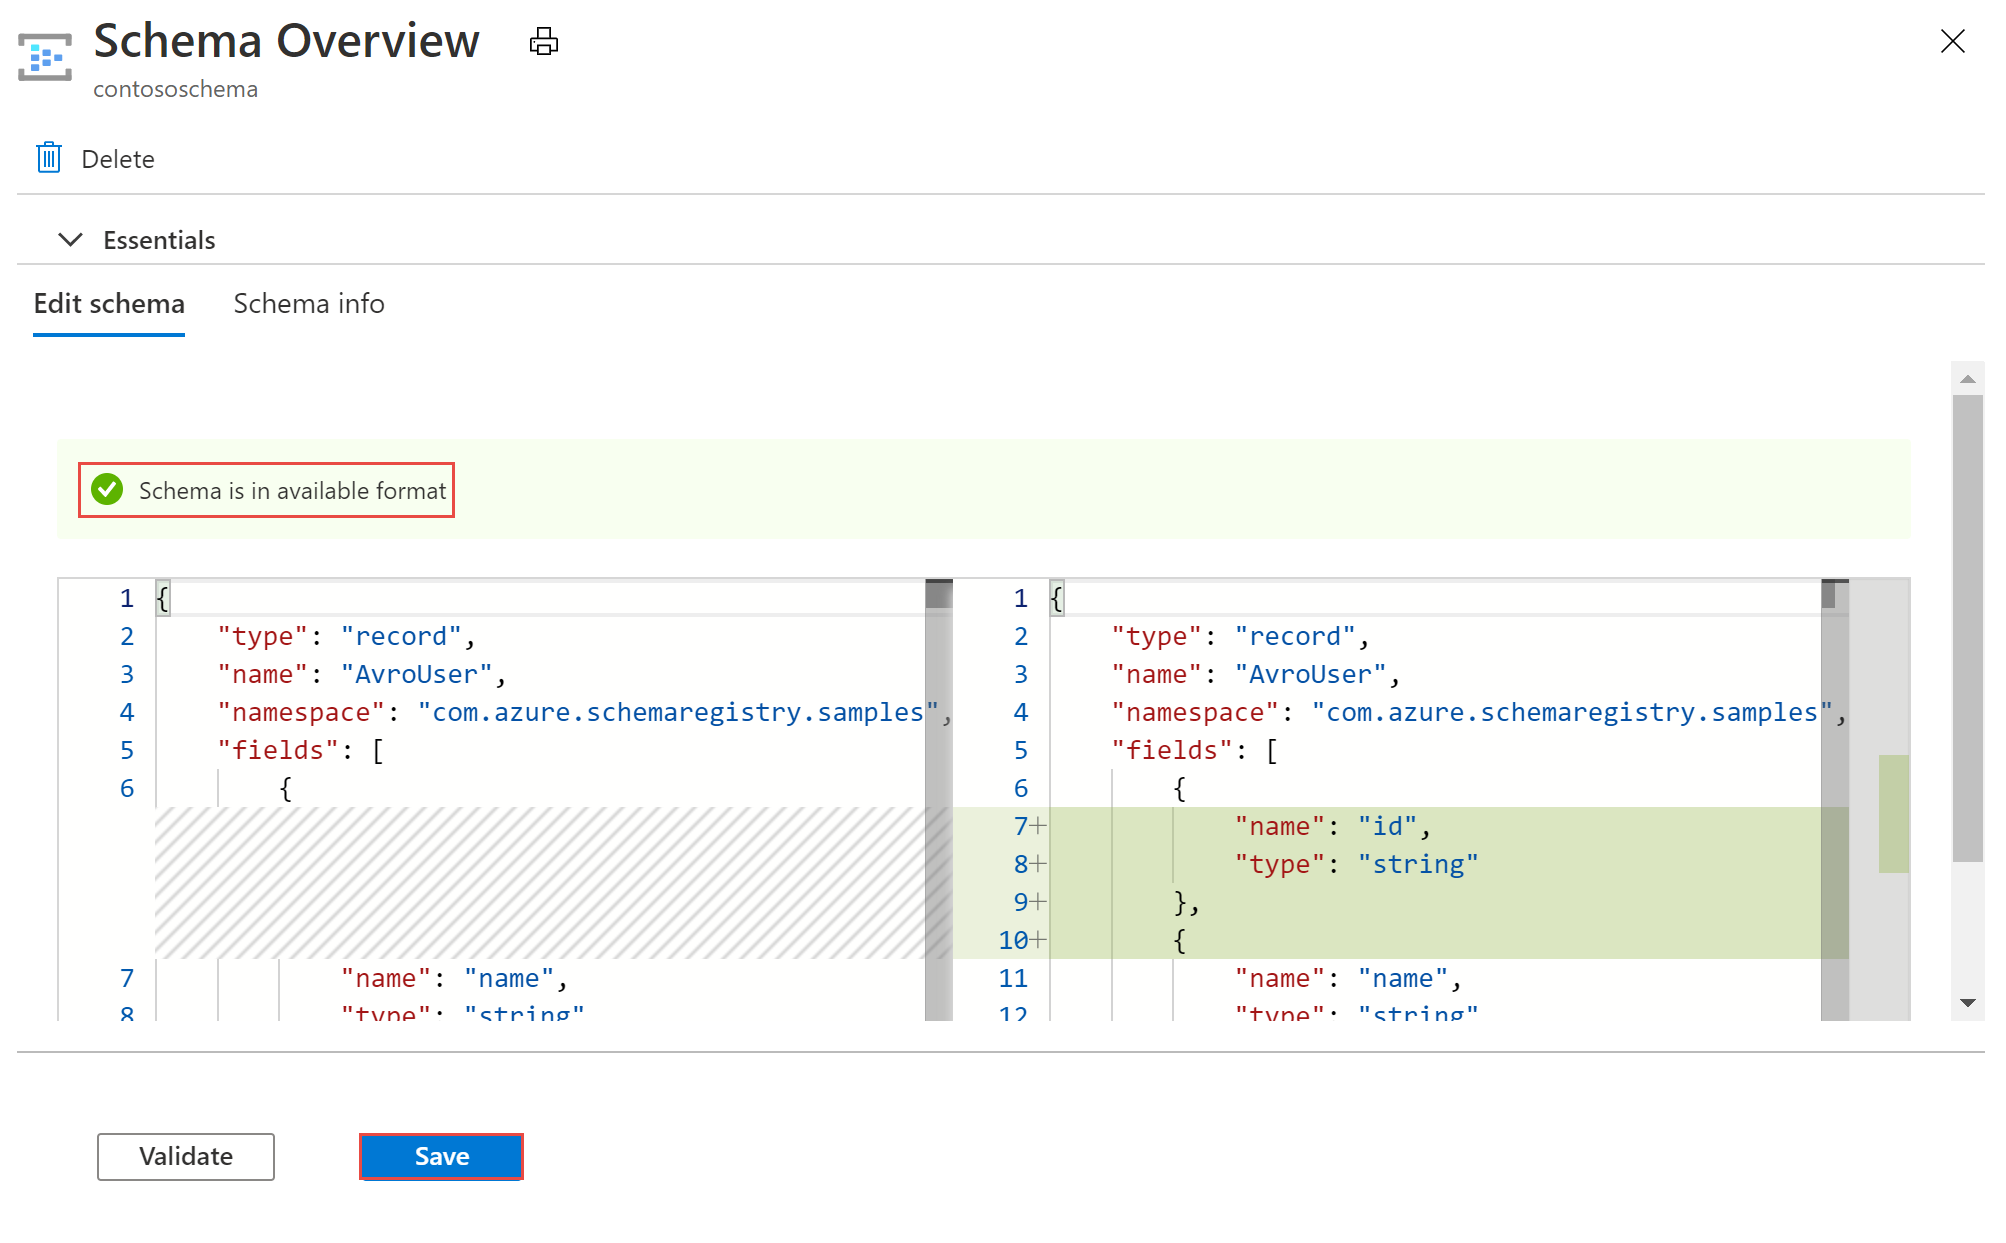 Schema Overview
contososchema
Delete
Essentials
Edit schema Schema info
Schema is in available format
1 {
2 "type": "record",
3 "name": "AvroUser",
4 "namespace": "com.azure.schemaregistry.samples",
5 "fields": [
6 {
7 "name": "name",
8 "type": "string"
1 {
2 "type": "record",
3 "name": "AvroUser",
4 "namespace": "com.azure.schemaregistry.samples",
5 "fields": [
6 {
7+ "name": "id",
8+ "type": "string"
9+ },
10+ {
11 "name": "name",
12 "type": "string"
Validate Save